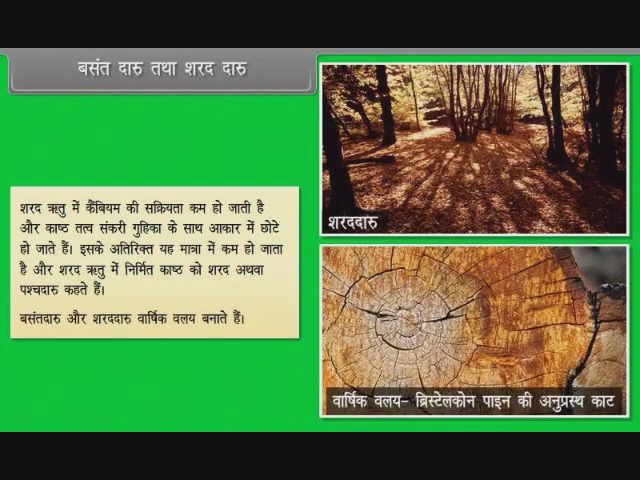 बसंत दारु तथा शरद दारु
शरद ऋतु में कैंबियम की सक्रियता कम हो जाती है
और काष्ठ तत्व संकरी गुहिका के साथ आकार में छोटे
हो जाते हैं। इसके अतिरिक्त यह मात्रा में कम हो जाता
है और शरद ऋतु में निर्मित काष्ठ को शरद अथवा
पश्चदारु कहते हैं।
बसंतदारु और शरददारु वार्षिक वलय बनाते हैं।
शरददारु
वार्षिक वलय- ब्रिस्टेलकोन पाइन की अनुप्रस्थ काट